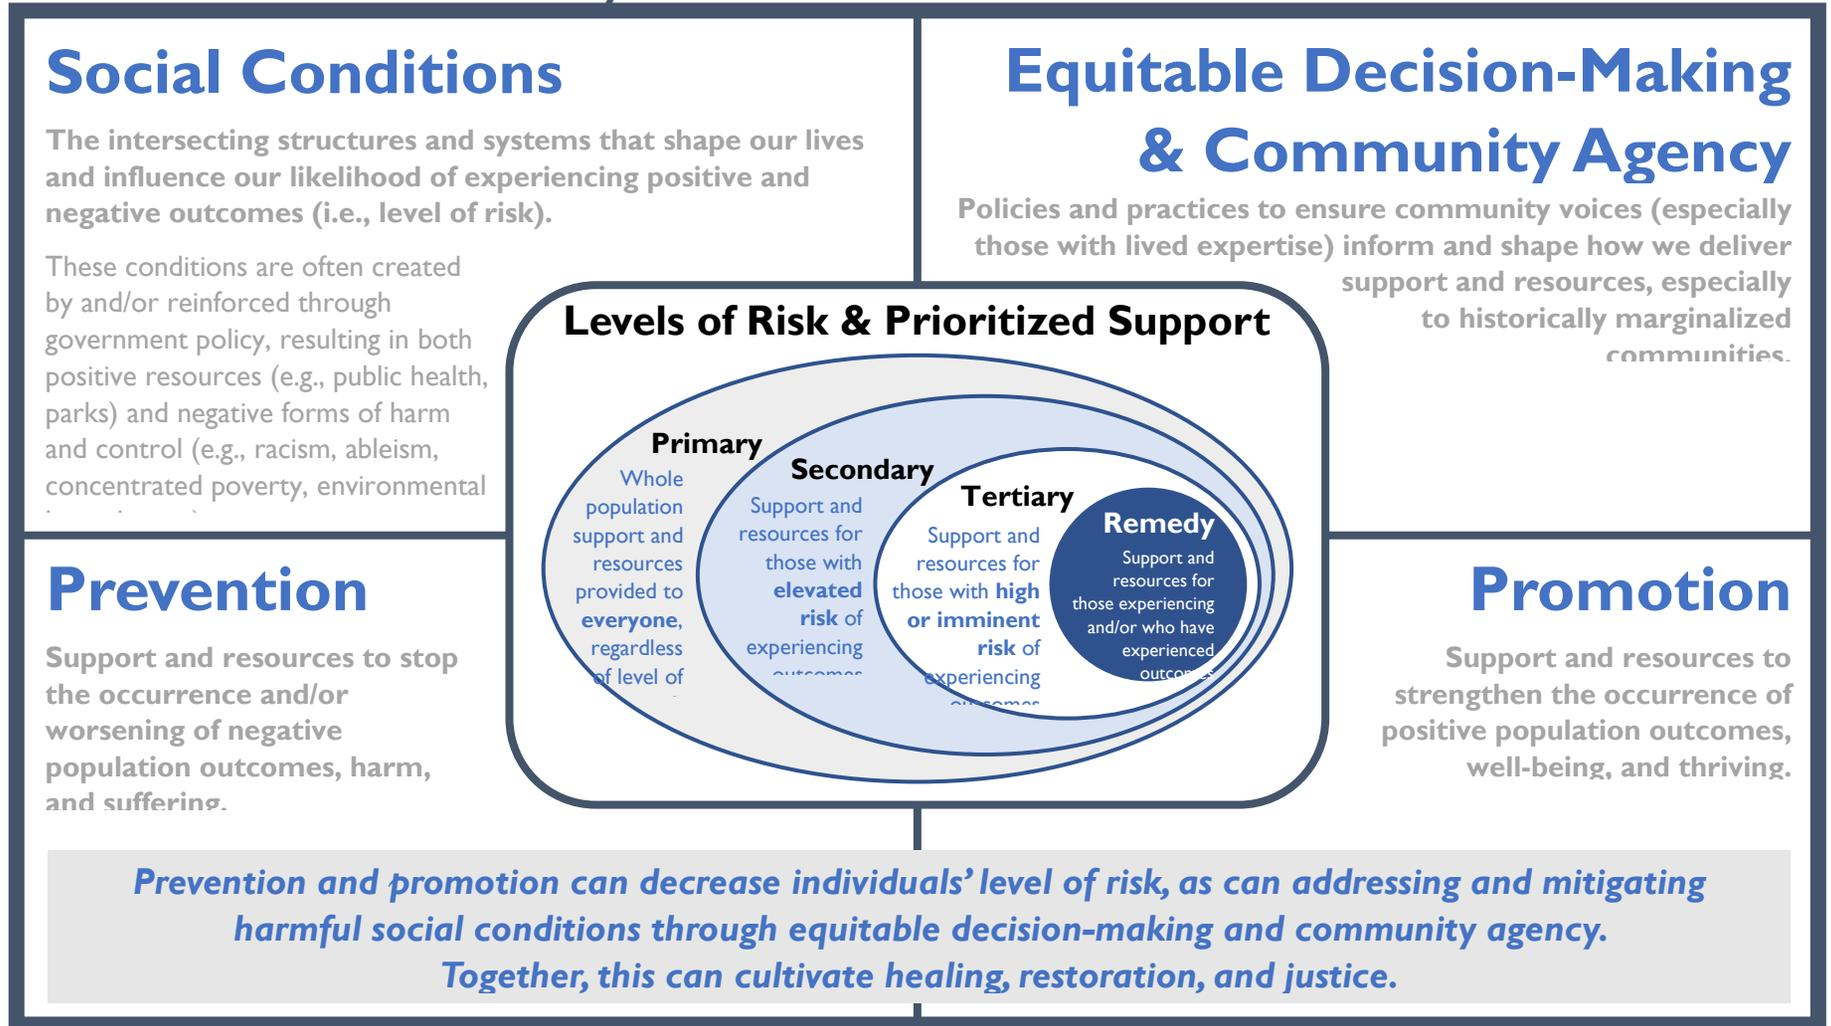 Social Conditions
The intersecting structures and systems that shape our lives
and influence our likelihood of experiencing positive and
negative outcomes (i.e., level of risk).
These conditions are often created
by and/or reinforced through
government policy, resulting in both
positive resources (e.g., public health,
parks) and negative forms of harm
and control (e.g., racism, ableism,
concentrated poverty, environmental
Equitable Decision-Making
& Community Agency
Policies and practices to ensure community voices (especially
those with lived expertise) inform and shape how we deliver
support and resources, especially
to historically marginalized
communities.
Levels of Risk & Prioritized Support
Primary
Whole
population
support and
resources
provided to
everyone,
regardless
of level of
Secondary
Support and
resources for
those with
elevated
risk of
experiencing
outcomes
Tertiary
Support and
resources for
those with high
or imminent
risk of
experiencing
outcomes
Remedy
Support and
resources for
those experiencing
and/or who have
experienced
outcomes
Prevention
Support and resources to stop
the occurrence and/or
worsening of negative
population outcomes, harm,
and suffering.
Promotion
Support and resources to
strengthen the occurrence of
positive population outcomes,
well-being, and thriving.
Prevention and promotion can decrease individuals’ level of risk, as can addressing and mitigating
harmful social conditions through equitable decision-making and community agency.
Together, this can cultivate healing, restoration, and justice.